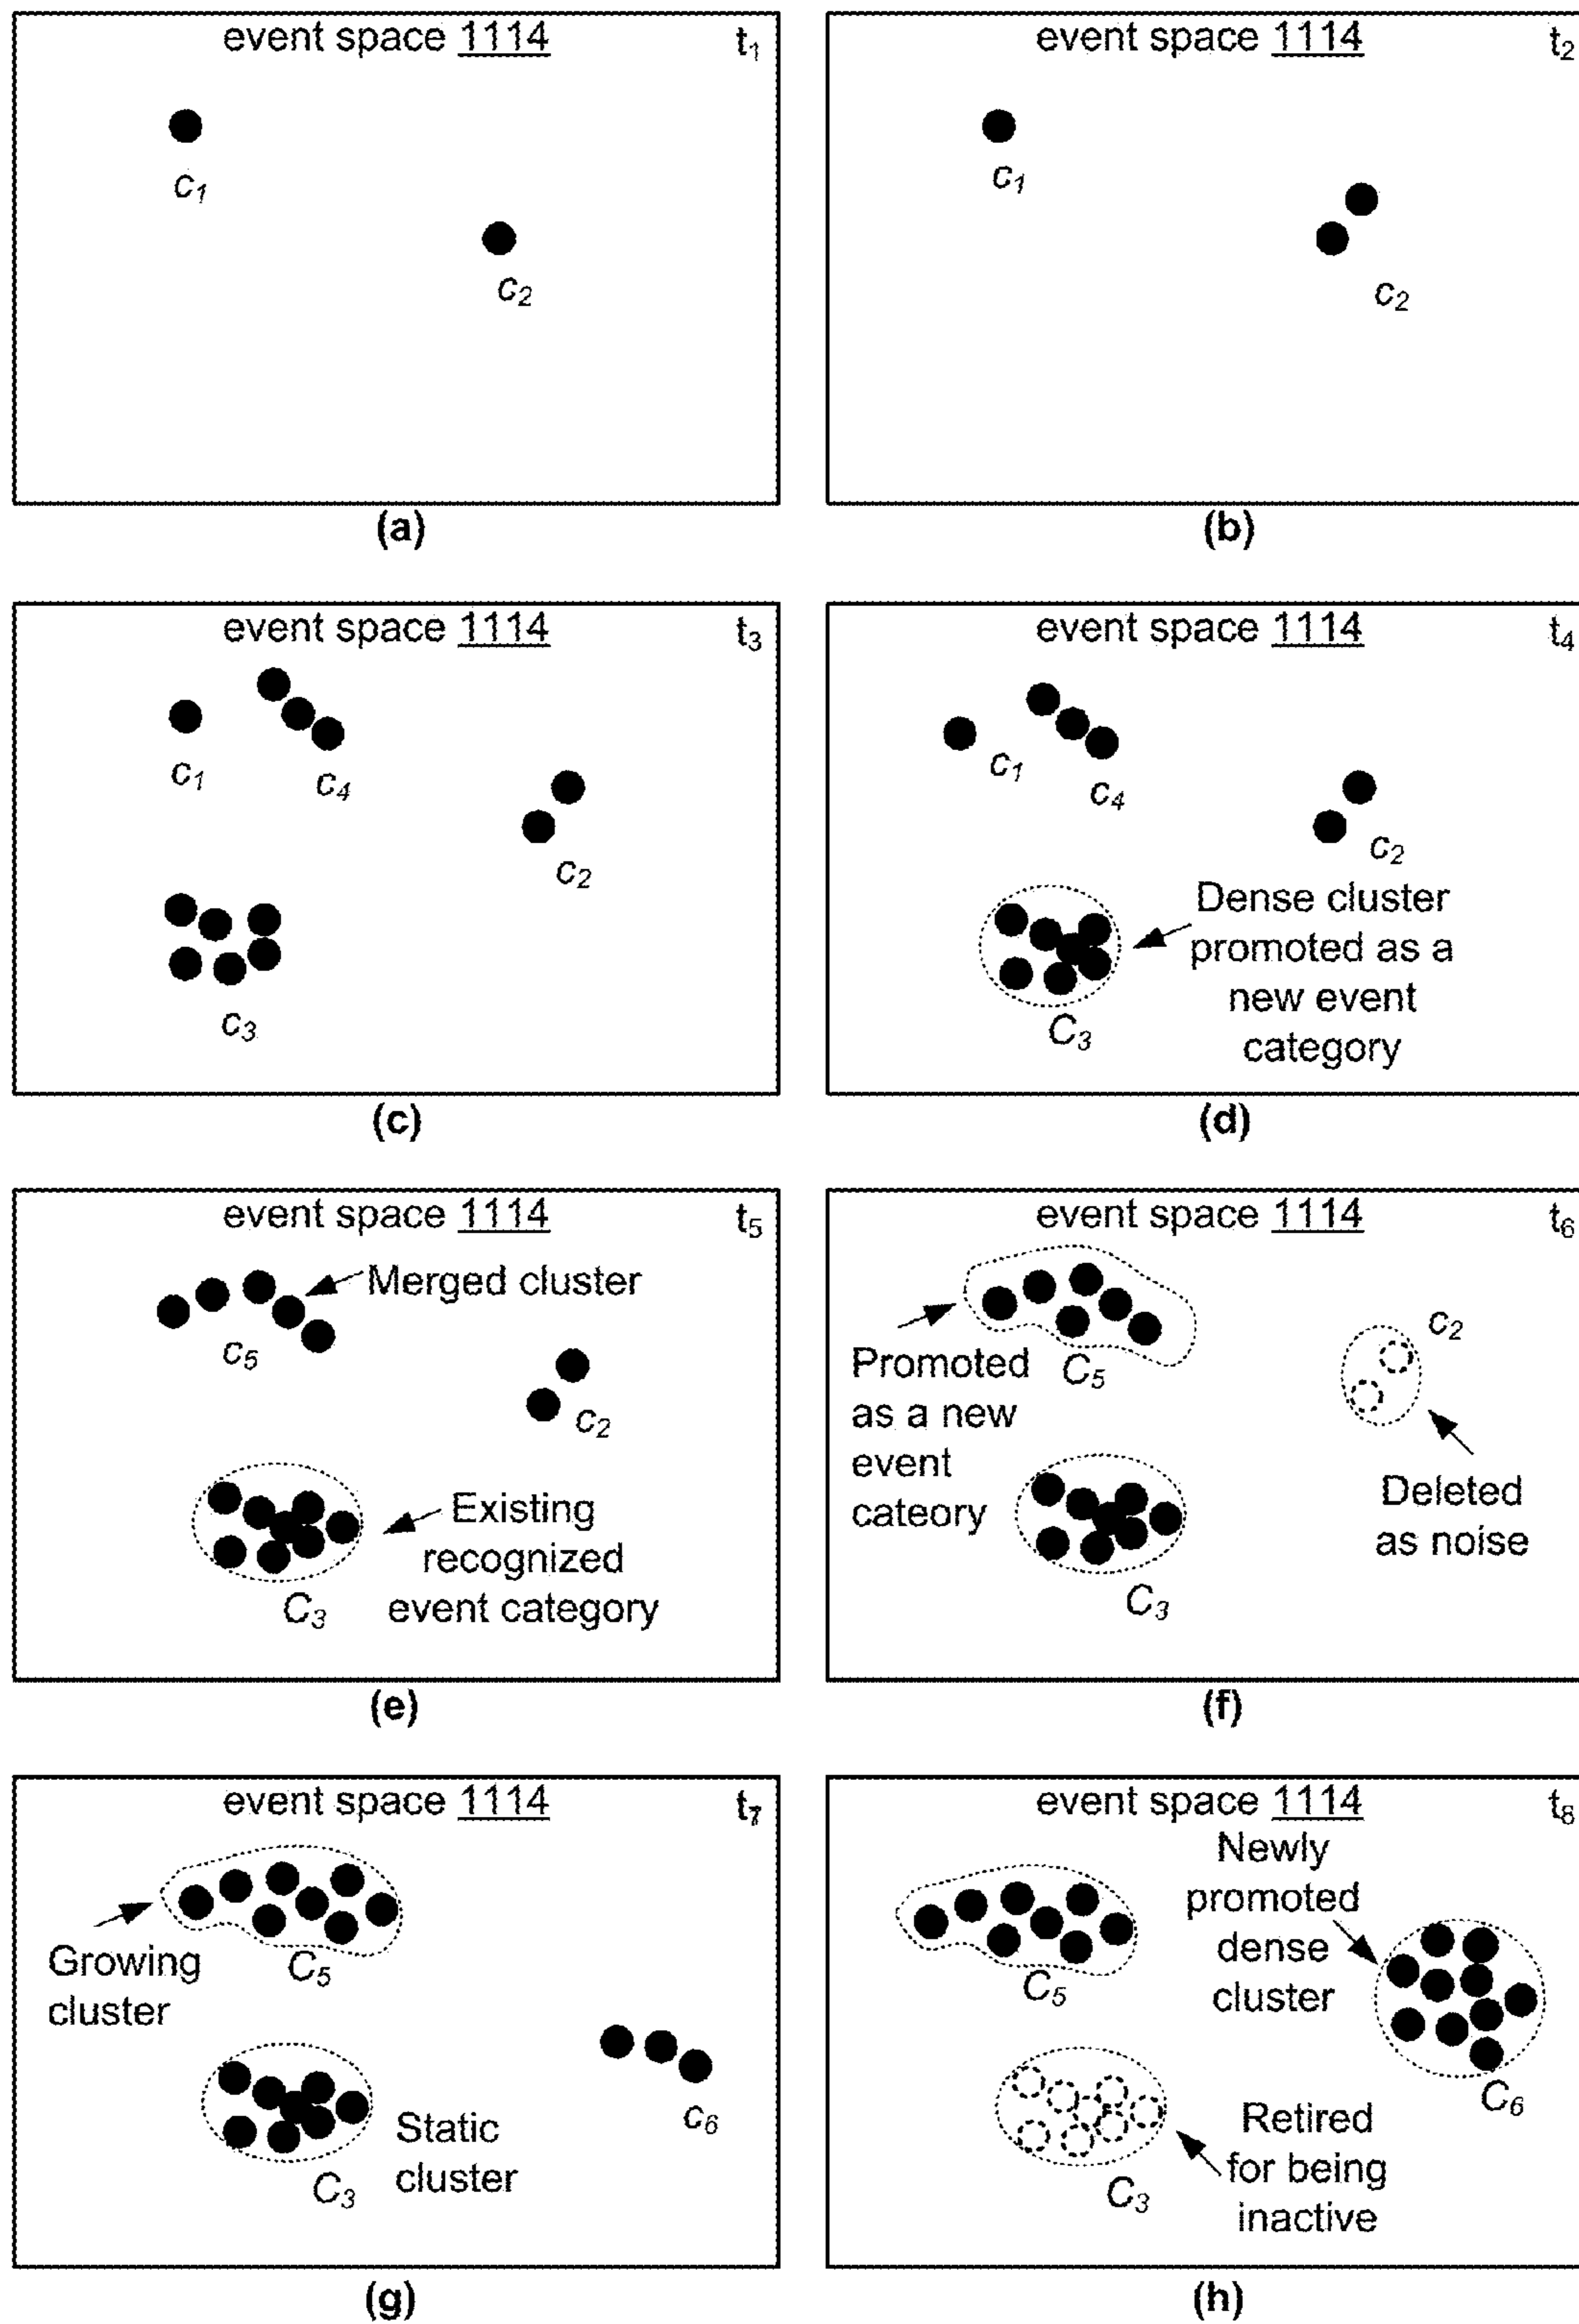 event space 1114 t1
c1
c2
(a)
event space 1114 t2
c1
c2
(b)
event space 1114 t3
c1
c4
c2
c3
(c)
event space 1114 t4
c1
c4
c2
Dense cluster
promoted as a
new event
category
C3
(d)
event space 1114 t5
Merged cluster
c5
c2
Existing
recognized
event category
C3
(e)
event space 1114 t6
c2
Promoted
as a new
event
cateory
C5
Deleted
as noise
C3
(f)
event space 1114 t7
Growing
cluster
C5
c6
Static
cluster
C3
(g)
event space 1114 t8
Newly
promoted
dense
cluster
C5
C6
Retired
for being
inactive
C3
(h)